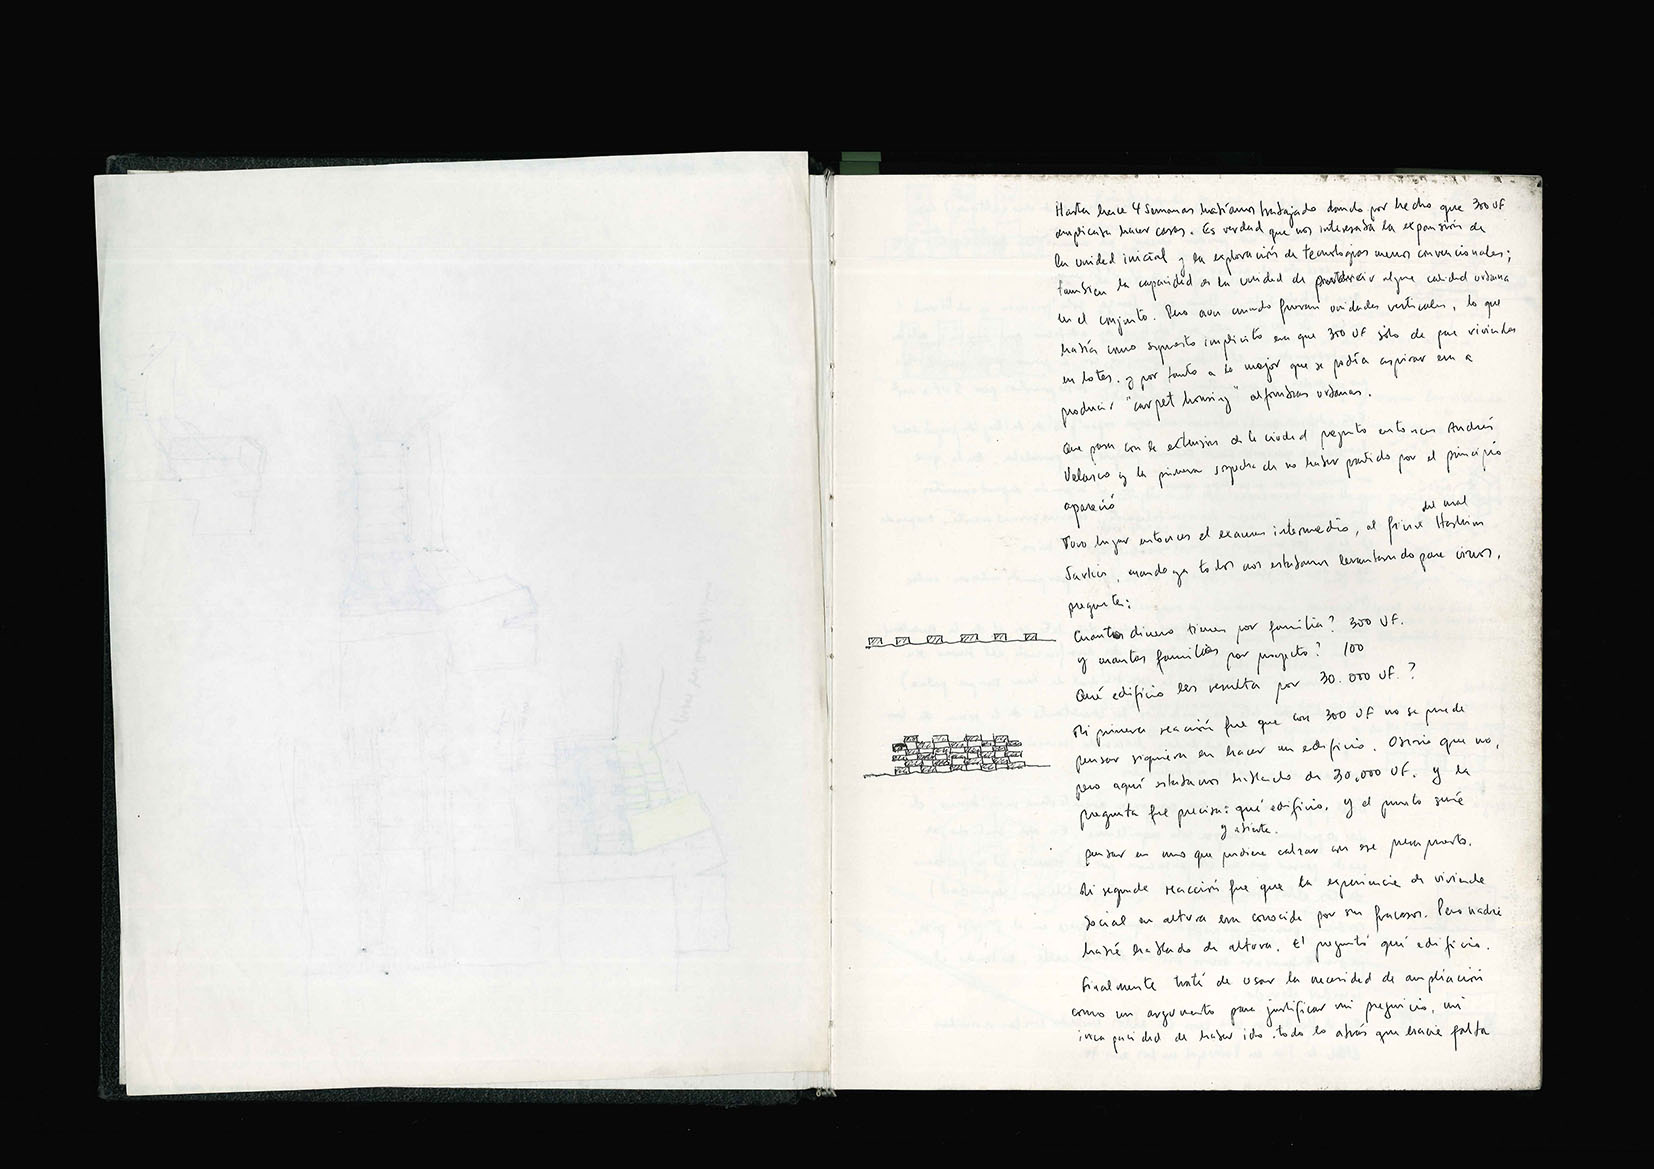 Hasta hace 4 semanas habíamos trabajado dando por hecho que 300 UF
implicaba hacer casas. Es verdad que nos interesaba la expansión de
la unidad inicial y la exploración de tecnologías menos convencionales;
tambien la capacidad de la unidad de potenciar alguna calidad urbana
en el conjunto. Pero aun cuando fueran unidades verticales, lo que
había como supuesto implícito era que 300 UF sólo da para viviendas
en lotes. y por tanto a lo mejor que se podía aspirar era a
producir "carpet housing" alfombras urbanas.
Que pasa con la exclusion de la ciudad pregunto entonces Andrés
Velasco y la primera sospecha de no haber partido por el principio
apareció
del cual
Tuvo lugar entonces el examen intermedio, al final Hashim
Sarkis, cuando ya todos nos estabamos levantando para irnos,
pregunta:
Cuanto dinero tienen por familia? 300 UF.
y cuantas familias por proyecto? 100
Qué edificio les resulta por 30.000 UF.?
Mi primera reacción fue que con 300 UF no se puede
pensar siquiera en hacer un edificio. Obvio que no,
pero aquí estabamos hablando de 30.000 UF. y la
pregunta fue precisa: qué edificio. y el punto sería
pensar en uno que pudiera calzar con ese presupuesto.
Mi segunda reacción fue que la experiencia de vivienda
social en altura era conocida por sus fracasos. Pero nadie
había hablado de altura. El preguntó qué edificio.
Finalmente traté de usar la necesidad de ampliación
como un argumento para justificar mi prejuicio, mi
incapacidad de haber ido todo lo atrás que hacía falta